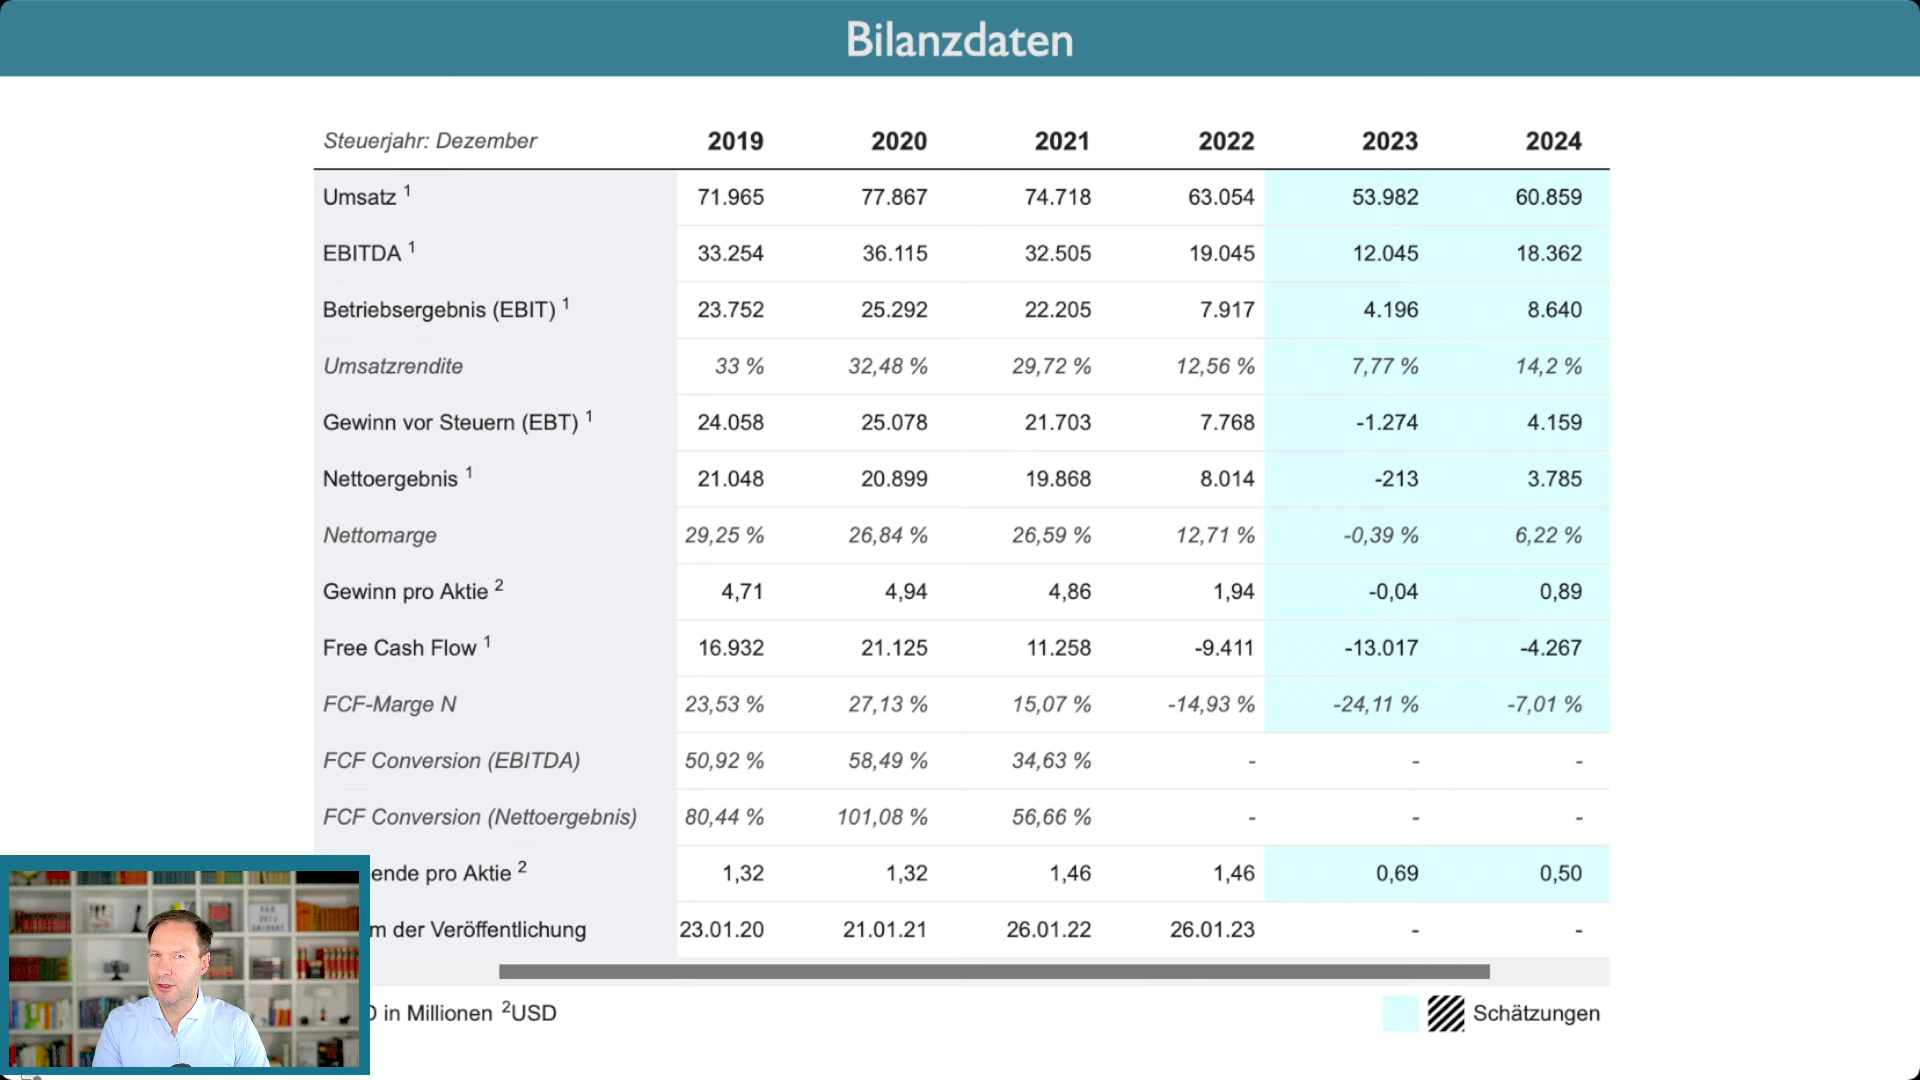 Bilanzdaten
Steuerjahr: Dezember 2019 2020 2021 2022 2023 2024
Umsatz 1 71.965 77.867 74.718 63.054 53.982 60.859
EBITDA 1 33.254 36.115 32.505 19.045 12.045 18.362
Betriebsergebnis (EBIT) 1 23.752 25.292 22.205 7.917 4.196 8.640
Umsatzrendite 33 % 32,48 % 29,72 % 12,56 % 7,77 % 14,2 %
Gewinn vor Steuern (EBT) 1 24.058 25.078 21.703 7.768 -1.274 4.159
Nettoergebnis 1 21.048 20.899 19.868 8.014 -213 3.785
Nettomarge 29,25 % 26,84 % 26,59 % 12,71 % -0,39 % 6,22 %
Gewinn pro Aktie 2 4,71 4,94 4,86 1,94 -0,04 0,89
Free Cash Flow 1 16.932 21.125 11.258 -9.411 -13.017 -4.267
FCF-Marge N 23,53 % 27,13 % 15,07 % -14,93 % -24,11 % -7,01 %
FCF Conversion (EBITDA) 50,92 % 58,49 % 34,63 % - - -
FCF Conversion (Nettoergebnis) 80,44 % 101,08 % 56,66 % - - -
ende pro Aktie 2 1,32 1,32 1,46 1,46 0,69 0,50
m der Veröffentlichung 23.01.20 21.01.21 26.01.22 26.01.23 - -
in Millionen 2USD Schätzungen